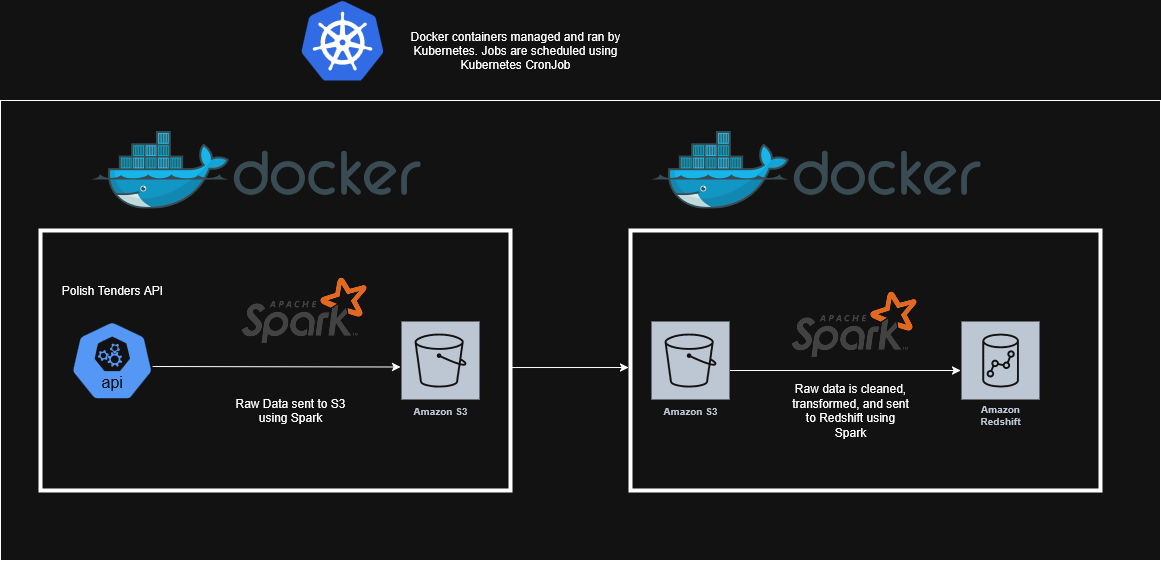 Docker containers managed and ran by
Kubernetes. Jobs are scheduled using
Kubernetes CronJob
docker
docker
Polish Tenders API
APACHE
Spark
TM
api
Raw Data sent to S3
using Spark
Amazon S3
Amazon S3
APACHE
Spark
TM
Raw data is cleaned,
transformed, and sent
to Redshift using
Spark
Amazon
Redshift